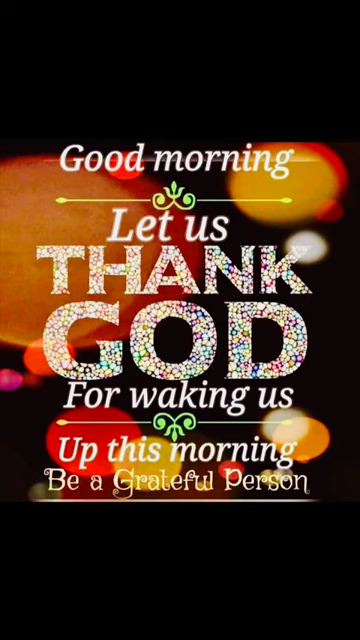 Good morning
Let us
THANK
GOD
For waking us
Up this morning
Be a Grateful Person